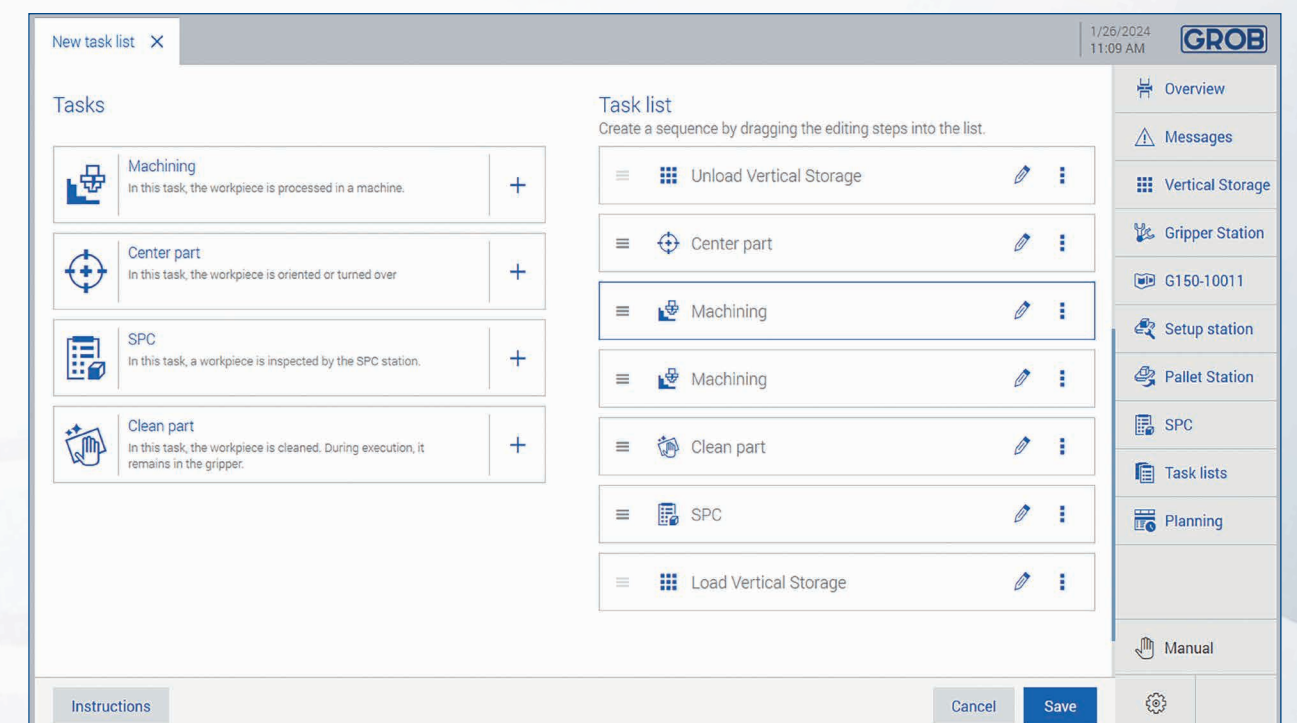 New task list
1/26/2024
11:09 AM
GROB
Tasks
Machining
In this task, the workpiece is processed in a machine.
Center part
In this task, the workpiece is oriented or turned over
SPC
In this task, a workpiece is inspected by the SPC station.
Clean part
In this task, the workpiece is cleaned. During execution, it
remains in the gripper.
Task list
Create a sequence by dragging the editing steps into the list.
Unload Vertical Storage
Center part
Machining
Machining
Clean part
SPC
Load Vertical Storage
Overview
Messages
Vertical Storage
Gripper Station
G150-10011
Setup station
Pallet Station
SPC
Task lists
Planning
Manual
Instructions
Cancel
Save